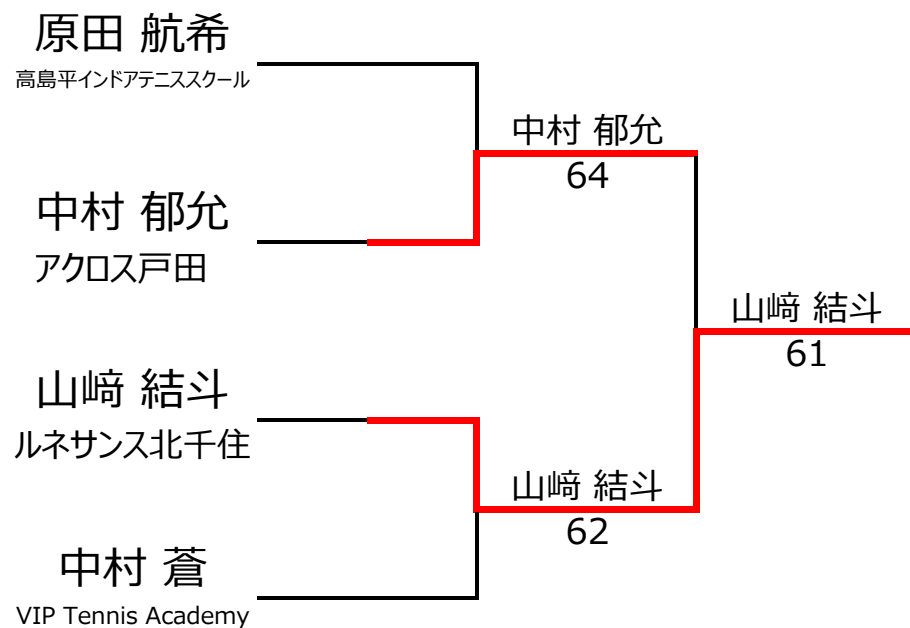 原田 航希
高島平インドアテニススクール
中村 郁允
64
中村 郁允
アクロス戸田
山﨑 結斗
61
山﨑 結斗
ルネサンス北千住
山﨑 結斗
62
中村 蒼
VIP Tennis Academy